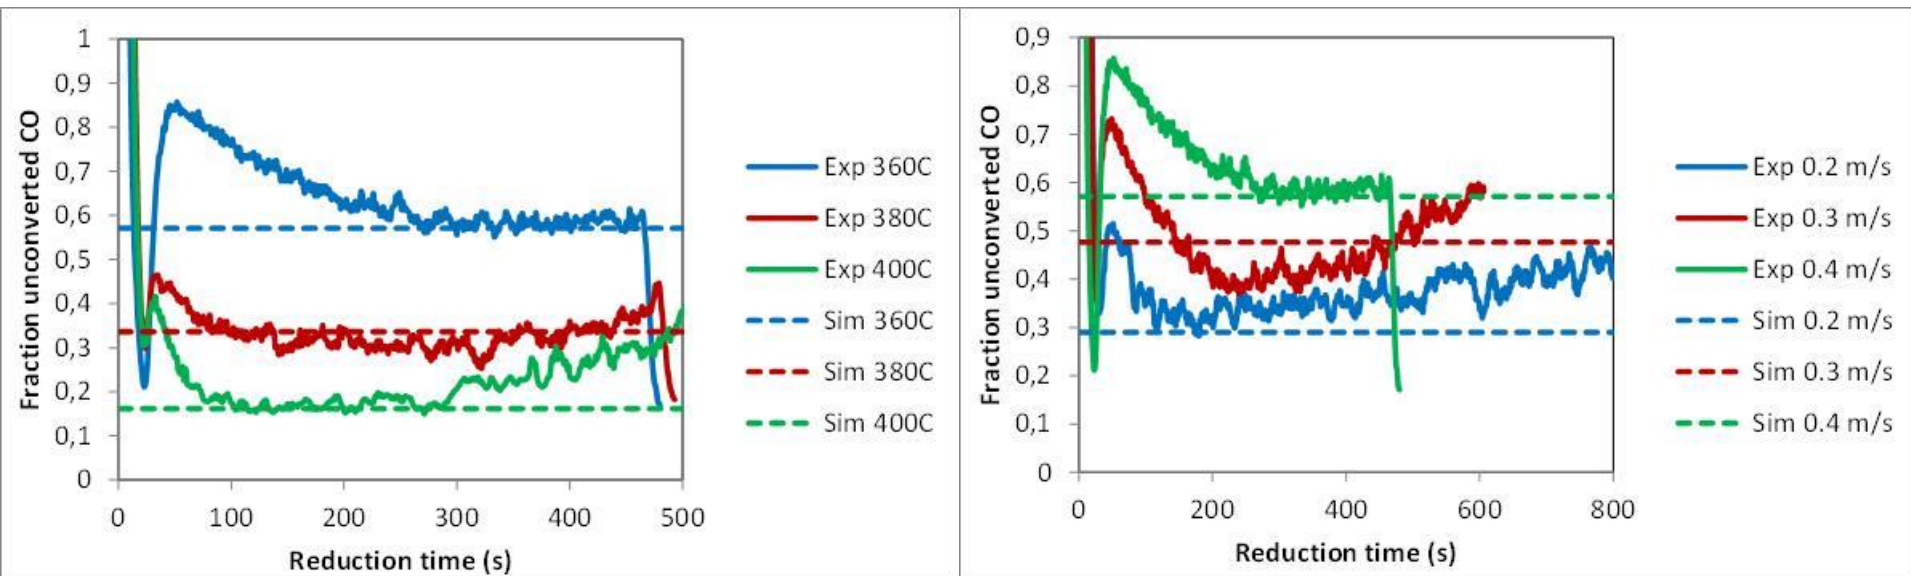 Fraction unconverted CO
1
0,9
0,8
0,7
0,6
0,5
0,4
0,3
0,2
0,1
0
0 100 200 300 400 500
Reduction time (s)
Exp 360C
Exp 380C
Exp 400C
Sim 360C
Sim 380C
Sim 400C
Fraction unconverted CO
0,9
0,8
0,7
0,6
0,5
0,4
0,3
0,2
0,1
0
0 200 400 600 800
Reduction time (s)
Exp 0.2 m/s
Exp 0.3 m/s
Exp 0.4 m/s
Sim 0.2 m/s
Sim 0.3 m/s
Sim 0.4 m/s